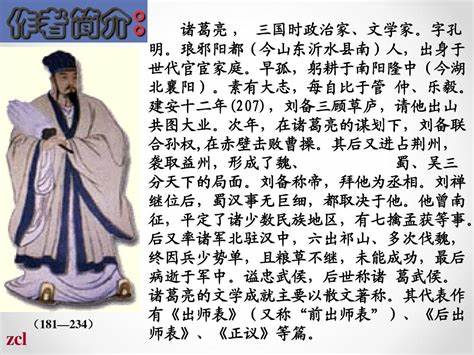 作者简介:
诸葛亮 ， 三国时政治家、文学家。字孔
明。琅邪阳都（今山东沂水县南）人，出身于
世代官宦家庭。早孤，躬耕于南阳隆中（今湖
北襄阳）。素有大志，每自比于管 仲、乐毅。
建安十二年(207)，刘备三顾草庐，请他出山
共图大业。次年，在诸葛亮的谋划下，刘备联
合孙权,在赤壁击败曹操。其后又进占荆州，
袭取益州，形成了魏、 蜀、吴三
分天下的局面。刘备称帝，拜他为丞相。刘禅
继位后，蜀汉事无巨细，都取决于他。他曾南
征，平定了诸少数民族地区，有七擒孟获等事。
后又率诸军北驻汉中，六出祁山、多次伐魏，
终因兵少势单，且粮草不继，未能成功，最后
病逝于军中。谥忠武侯，后世称诸 葛武侯。
诸葛亮的文学成就主要以散文著称。其代表作
有《出师表》（又称“前出师表”）、《后出
师表》、《正议》等篇。
（181—234）
zcl